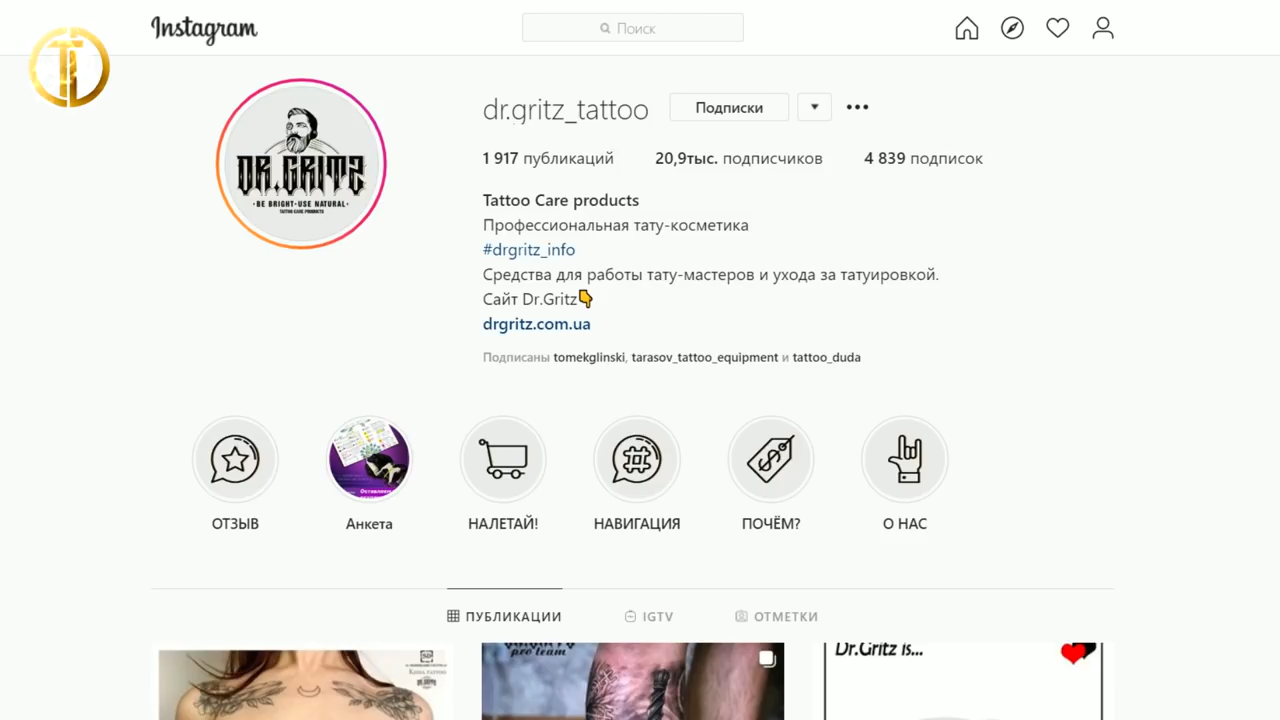 Instagram
Поиск
dr.gritz_tattoo
Подписки
1 917 публикаций
20,9тыс. подписчиков
4 839 подписок
DR.GRITZ
•BE BRIGHT•USE NATURAL•
TATTOO CARE PRODUCTS
Tattoo Care products
Профессиональная тату-косметика
#drgritz_info
Средства для работы тату-мастеров и ухода за татуировкой.
Сайт Dr.Gritz👇
drgritz.com.ua
Подписаны tomekglinski, tarasov_tattoo_equipment и tattoo_duda
ОТЗЫВ
Анкета
НАЛЕТАЙ!
НАВИГАЦИЯ
ПОЧЁМ?
О НАС
ПУБЛИКАЦИИ
IGTV
ОТМЕТКИ
DR.GRITZ
pro team
Dr.Gritz is...